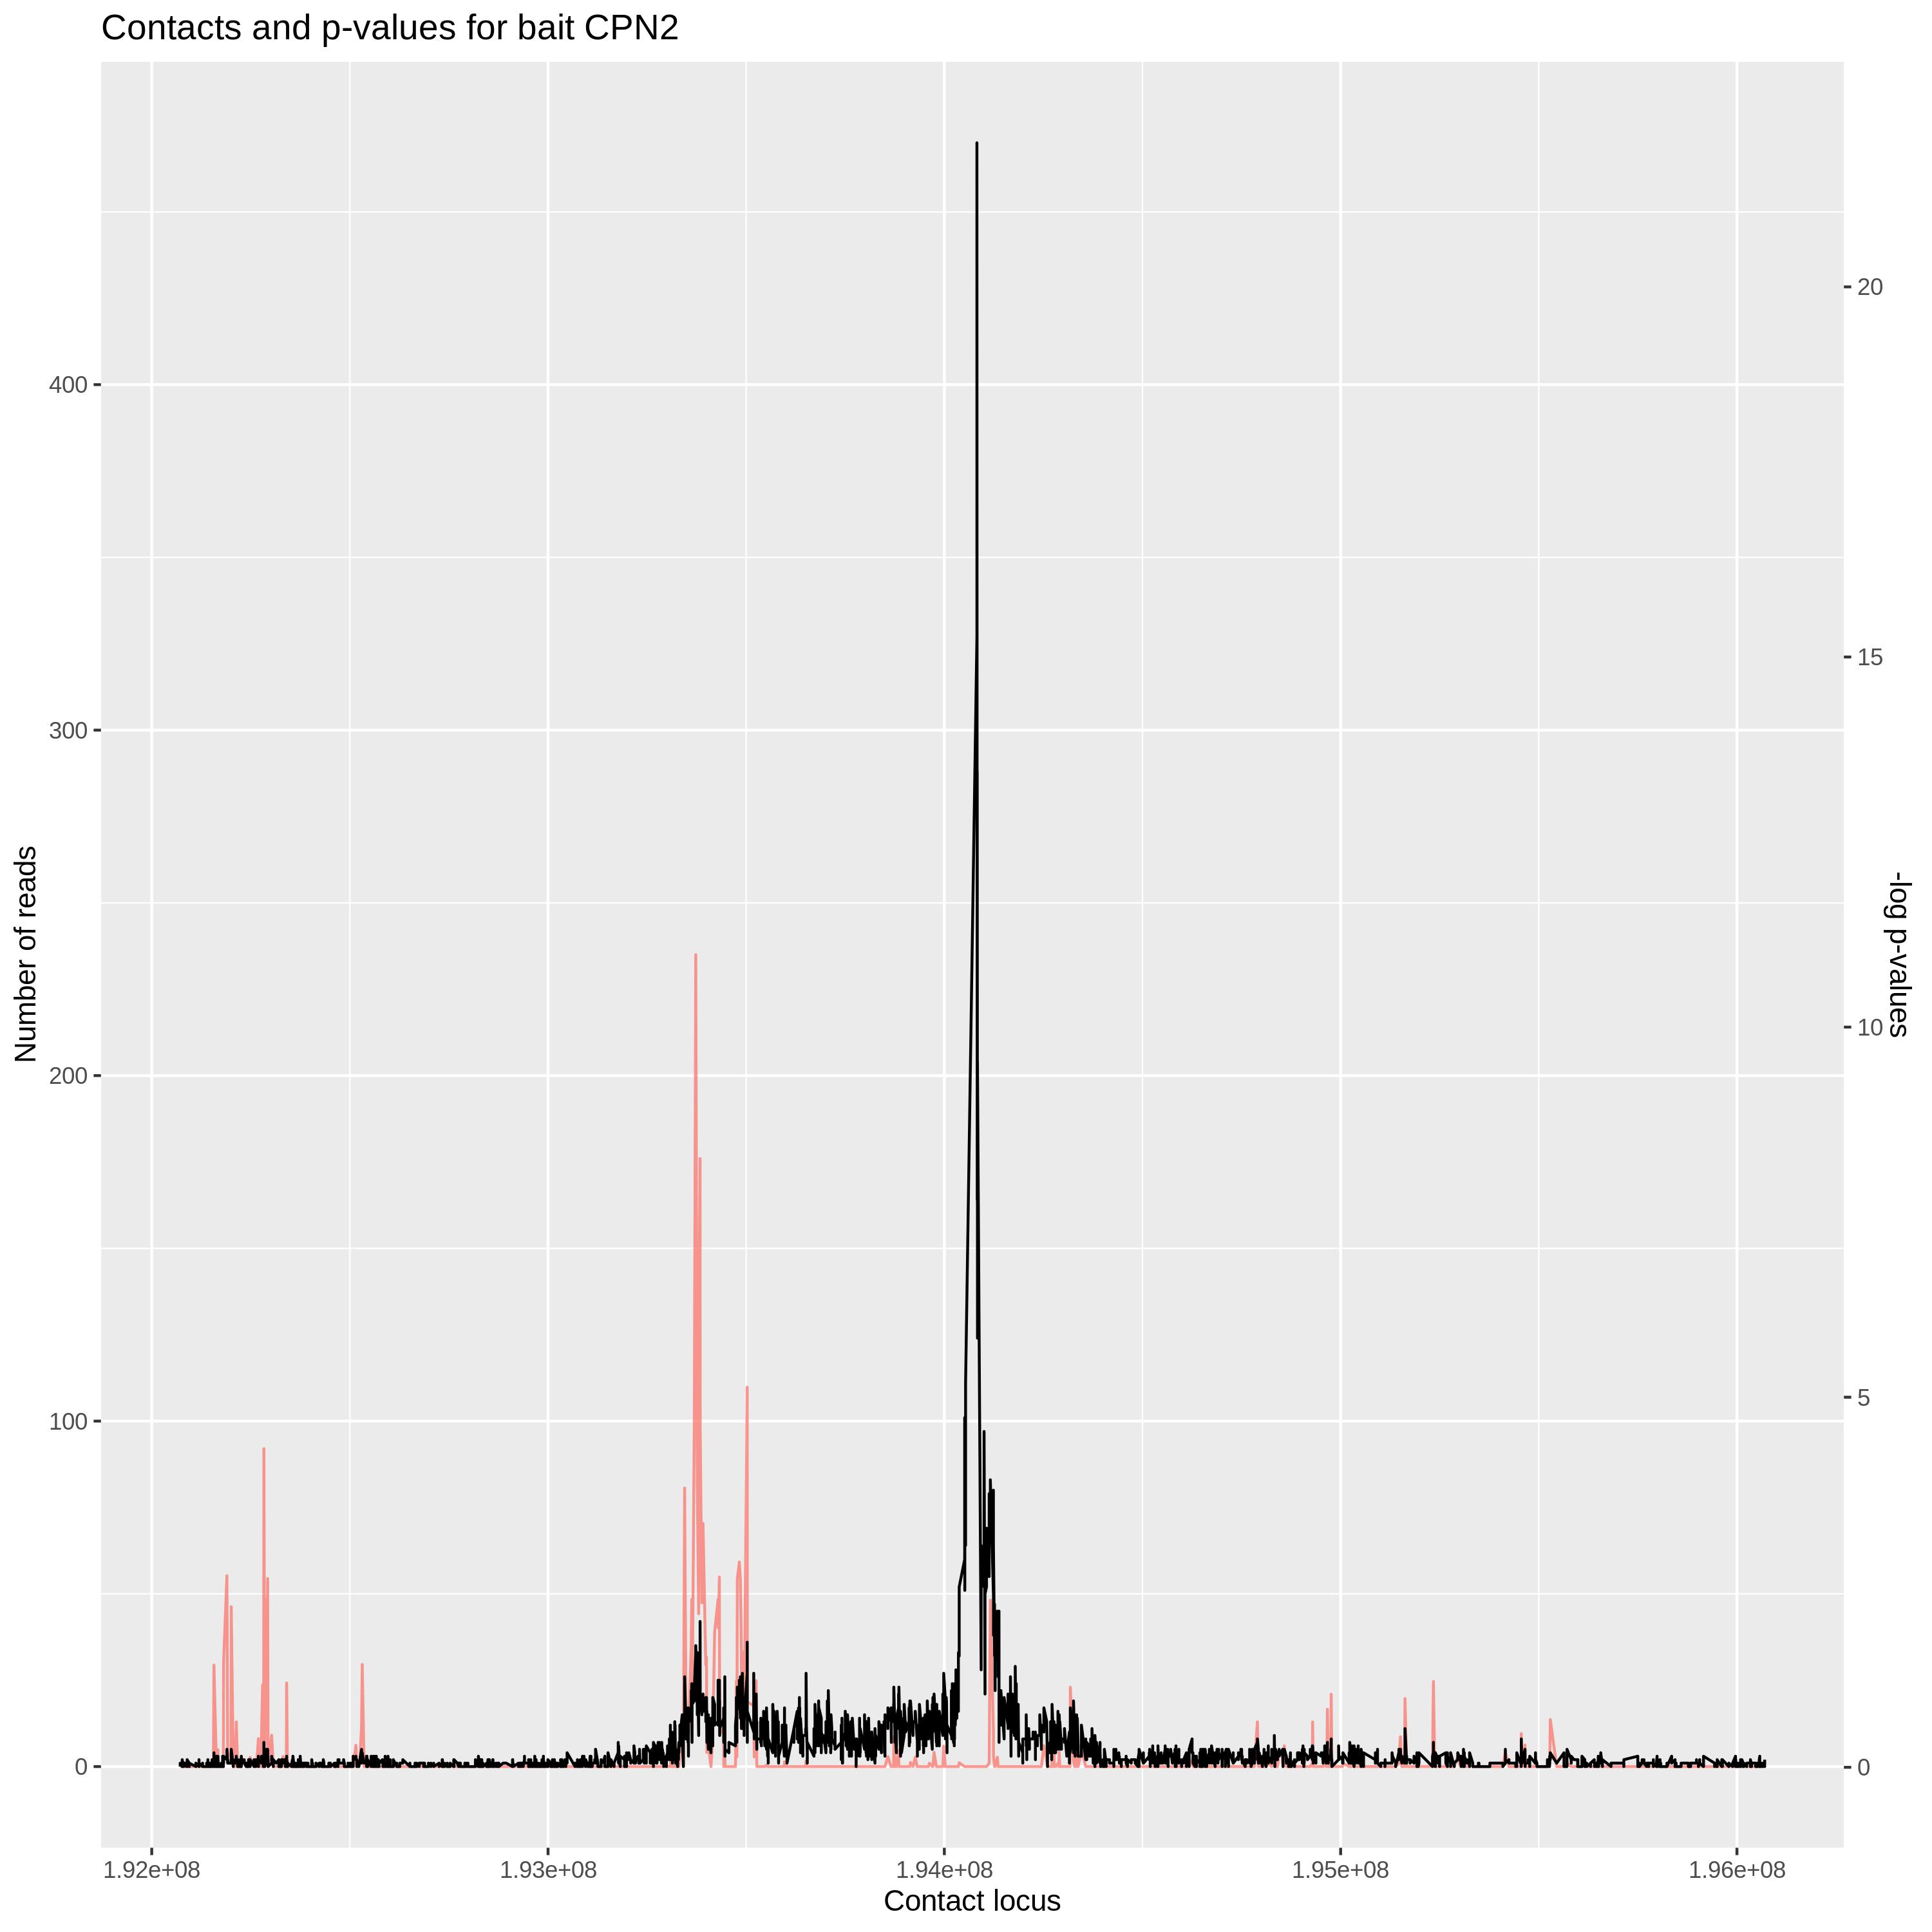 Contacts and p-values for bait CPN2
Number of reads
400
300
200
100
0
20
15
10
5
0
-log p-values
1.92e+08 1.93e+08 1.94e+08 1.95e+08 1.96e+08
Contact locus